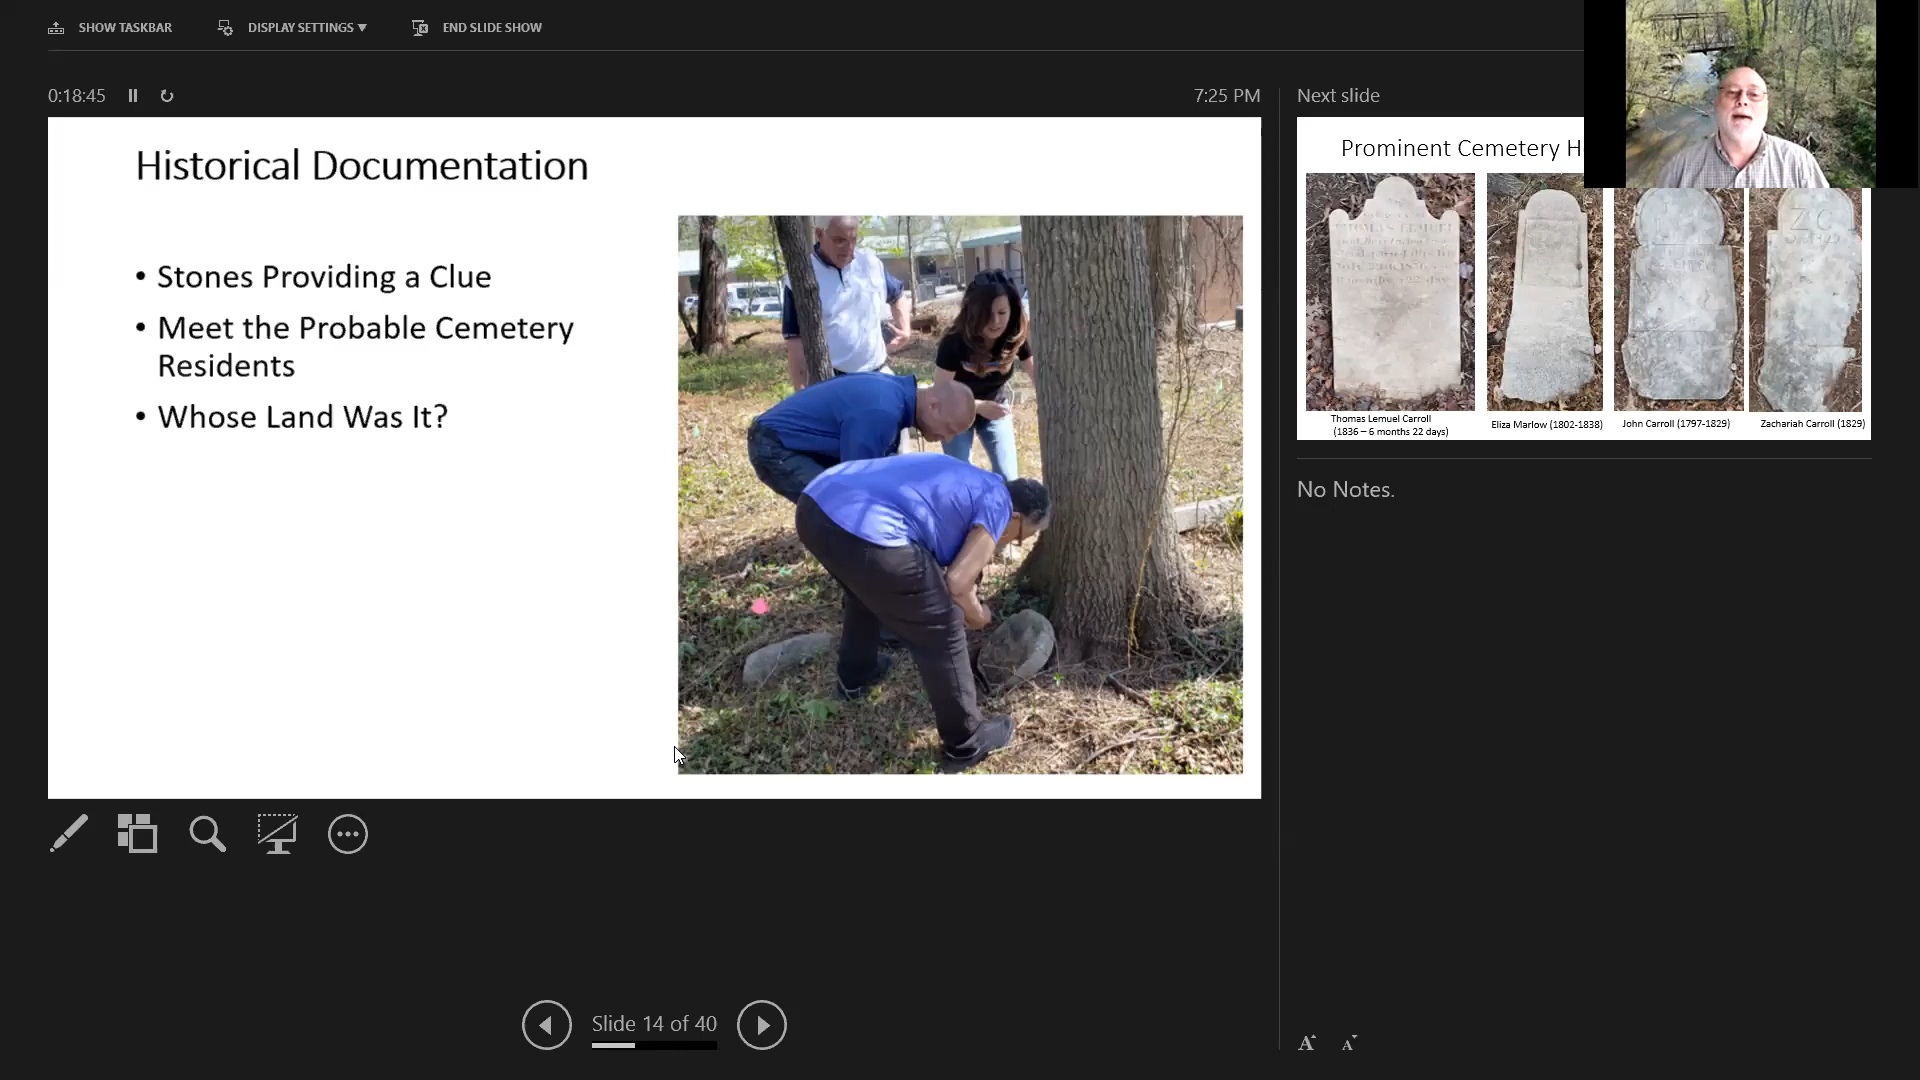 SHOW TASKBAR
DISPLAY SETTINGS
END SLIDE SHOW
0:18:45
7:25 PM
Next slide
Historical Documentation
• Stones Providing a Clue
• Meet the Probable Cemetery
Residents
• Whose Land Was It?
Prominent Cemetery H
THOMAS LEMUEL
Z C
Thomas Lemuel Carroll
(1836 – 6 months 22 days)
Eliza Marlow (1802-1838)
John Carroll (1797-1829)
Zachariah Carroll (1829)
No Notes.
Slide 14 of 40
A
A